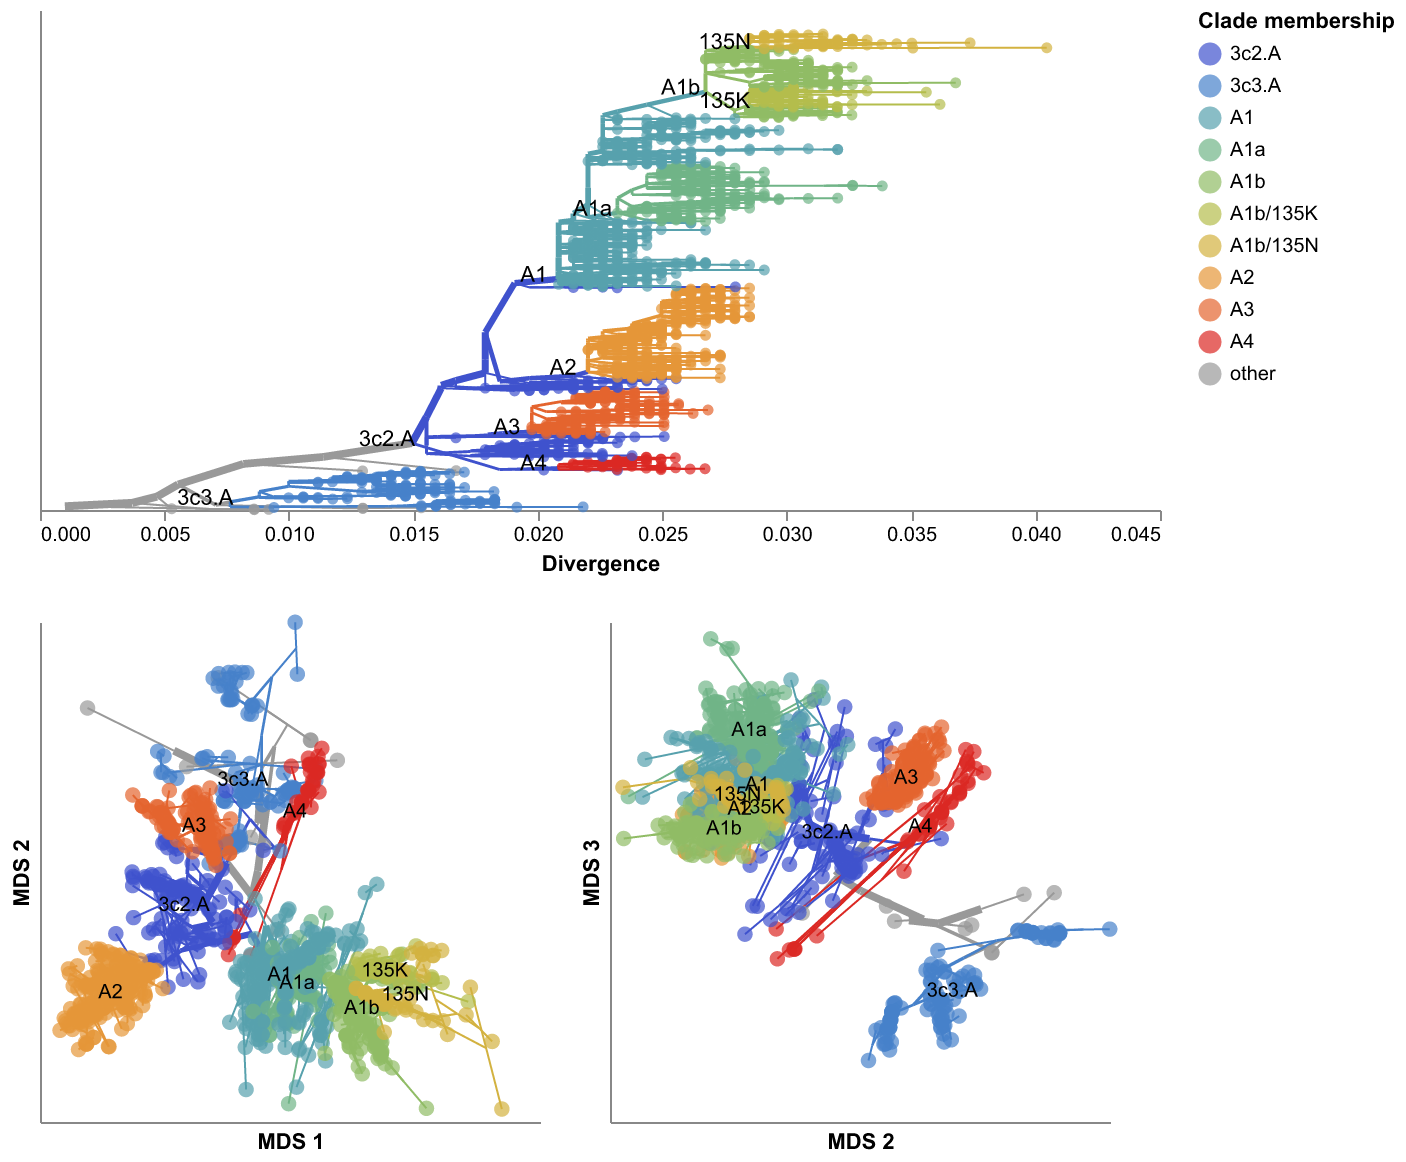 Clade membership
3c2.A
3c3.A
A1
A1a
A1b
A1b/135K
A1b/135N
A2
A3
A4
other
135N
A1b
135K
A1a
A1
A2
A3
3c2.A
A4
3c3.A
0.000 0.005 0.010 0.015 0.020 0.025 0.030 0.035 0.040 0.045
Divergence
3c3.A
A4
A3
3c2.A
A2
A1
A1a
135K
135N
A1b
MDS 2
MDS 1
A1a
A1
135N
A2
135K
A1b
3c2.A
A3
A4
3c3.A
MDS 3
MDS 2